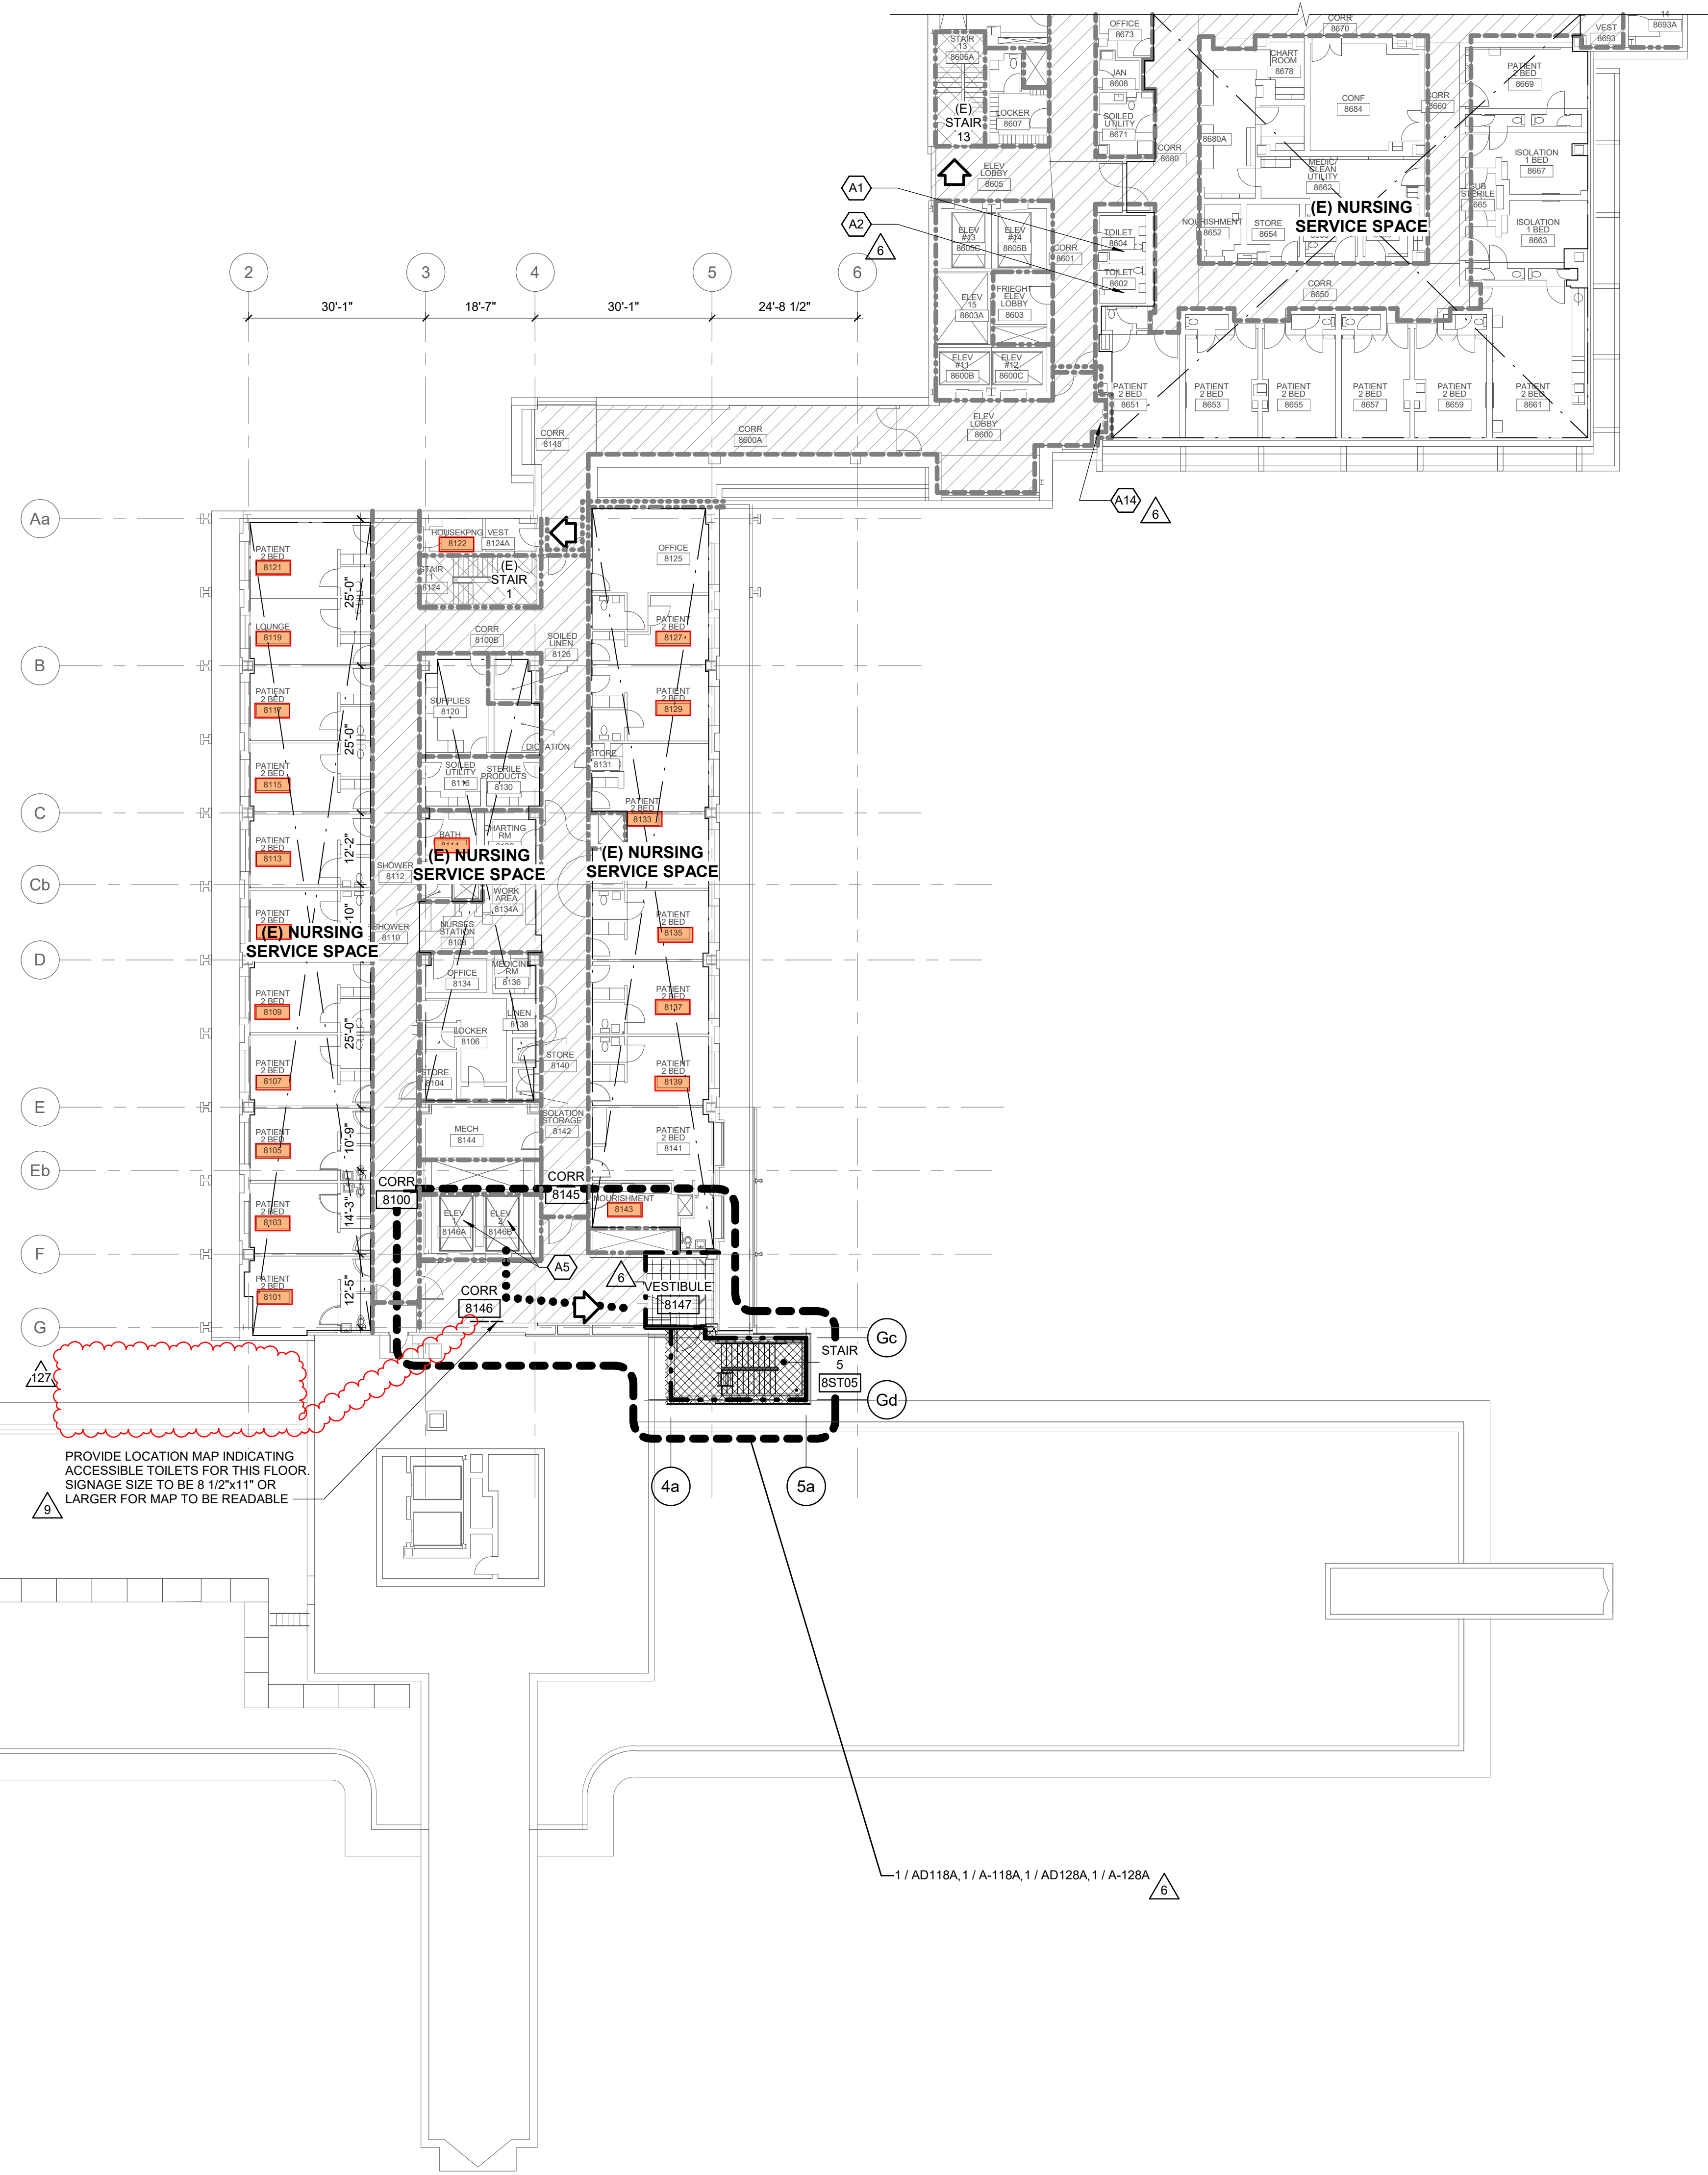 STAIR
13
8605A
OFFICE
8673
CORR
8670
VEST
8693
14
8693A
CHART
ROOM
8678
JAN
8608
PATIENT
2 BED
8669
CONF
8684
CORR
8660
(E)
STAIR
13
LOCKER
8607
SOILED
UTILITY
8671
8680A
CORR
8680
ISOLATION
1 BED
8667
MEDIC/
CLEAN
UTILITY
8662
ELEV
LOBBY
8605
A1
SUB
STERILE
(E) NURSING
SERVICE SPACE
NOURISHMENT
8652
STORE
8654
ISOLATION
1 BED
8663
A2
6
ELEV
#13
8605C
ELEV
#14
8605B
TOILET
8604
CORR
8601
TOILET
8602
CORR
8650
2
3
4
5
6
30'-1"
18'-7"
30'-1"
24'-8 1/2"
ELEV
15
8603A
FRIEGHT
ELEV
LOBBY
8603
ELEV
#11
8600B
ELEV
#12
8600C
PATIENT
2 BED
8651
PATIENT
2 BED
8653
PATIENT
2 BED
8655
PATIENT
2 BED
8657
PATIENT
2 BED
8659
PATIENT
2 BED
8661
CORR
8145
CORR
8600A
ELEV
LOBBY
8600
A14
6
Aa
HOUSEKPNG
8122
VEST
8124A
PATIENT
2 BED
8121
OFFICE
8125
STAIR
1
8124
(E)
STAIR
1
25'-0"
LOUNGE
8119
CORR
8100B
SOILED
LINEN
8126
PATIENT
2 BED
8127
B
PATIENT
2 BED
8117
SUPPLIES
8120
PATIENT
2 BED
8129
25'-0"
DICTATION
STORE
8131
PATIENT
2 BED
8115
SOILED
UTILITY
8116
STERILE
PRODUCTS
8130
C
PATIENT
2 BED
8133
PATIENT
2 BED
8113
12'-2"
BATH
8114
CHARTING
RM
(E) NURSING
SERVICE SPACE
(E) NURSING
SERVICE SPACE
Cb
SHOWER
8112
WORK
AREA
8134A
PATIENT
2 BED
(E) NURSING
SERVICE SPACE
SHOWER
8110
NURSES
STATION
8108
PATIENT
2 BED
8135
D
OFFICE
8134
MEDICINE
RM
8136
PATIENT
2 BED
8109
PATIENT
2 BED
8137
25'-0"
LINEN
8138
LOCKER
8106
STORE
8140
PATIENT
2 BED
8107
STORE
8104
PATIENT
2 BED
8139
E
ISOLATION
STORAGE
8142
PATIENT
2 BED
8105
10'-9"
MECH
8144
PATIENT
2 BED
8141
Eb
CORR
8100
CORR
8145
PATIENT
2 BED
8103
14'-3"
ELEV
1
8146A
ELEV
2
8146B
NOURISHMENT
8143
F
A5
6
PATIENT
2 BED
8101
12'-5"
CORR
8146
VESTIBULE
8147
G
Gc
STAIR
5
8ST05
Gd
127
PROVIDE LOCATION MAP INDICATING
ACCESSIBLE TOILETS FOR THIS FLOOR.
SIGNAGE SIZE TO BE 8 1/2"x11" OR
LARGER FOR MAP TO BE READABLE
9
4a
5a
1 / AD118A, 1 / A-118A, 1 / AD128A, 1 / A-128A
6